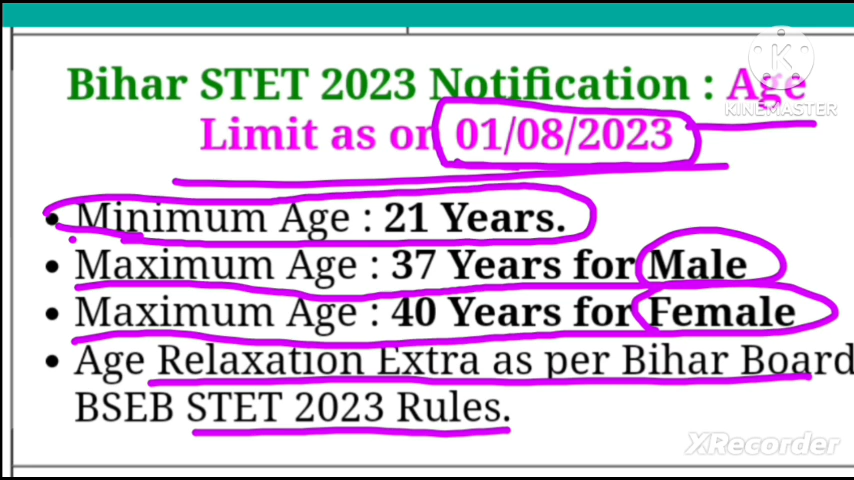 Bihar STET 2023 Notification : Age
KINEMASTER
Limit as on 01/08/2023
• Minimum Age : 21 Years.
• Maximum Age : 37 Years for Male
• Maximum Age : 40 Years for Female
• Age Relaxation Extra as per Bihar Board
BSEB STET 2023 Rules.
XRecorder